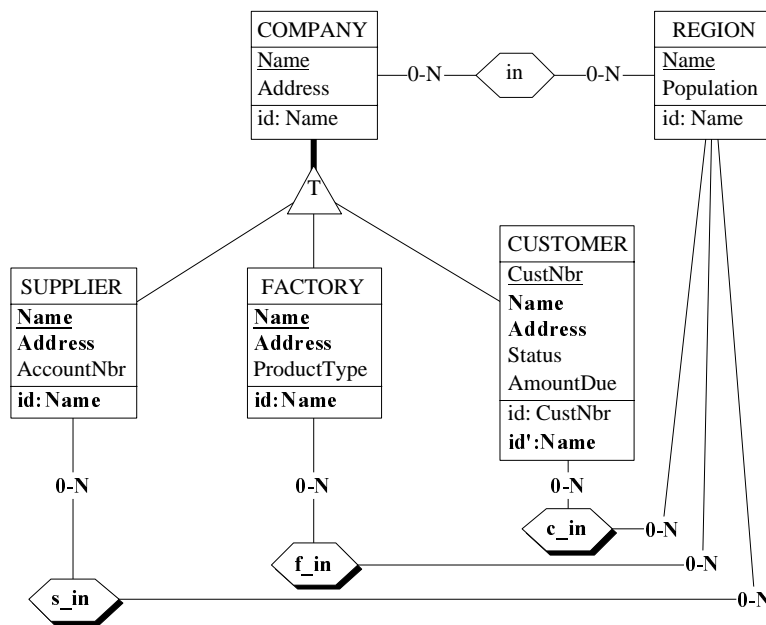 COMPANY
Name
Address
id: Name
0-N
in
0-N
REGION
Name
Population
id: Name
T
SUPPLIER
Name
Address
AccountNbr
id: Name
FACTORY
Name
Address
ProductType
id: Name
CUSTOMER
CustNbr
Name
Address
Status
AmountDue
id: CustNbr
id': Name
0-N
0-N
0-N
c_in
0-N
f_in
0-N
s_in
0-N